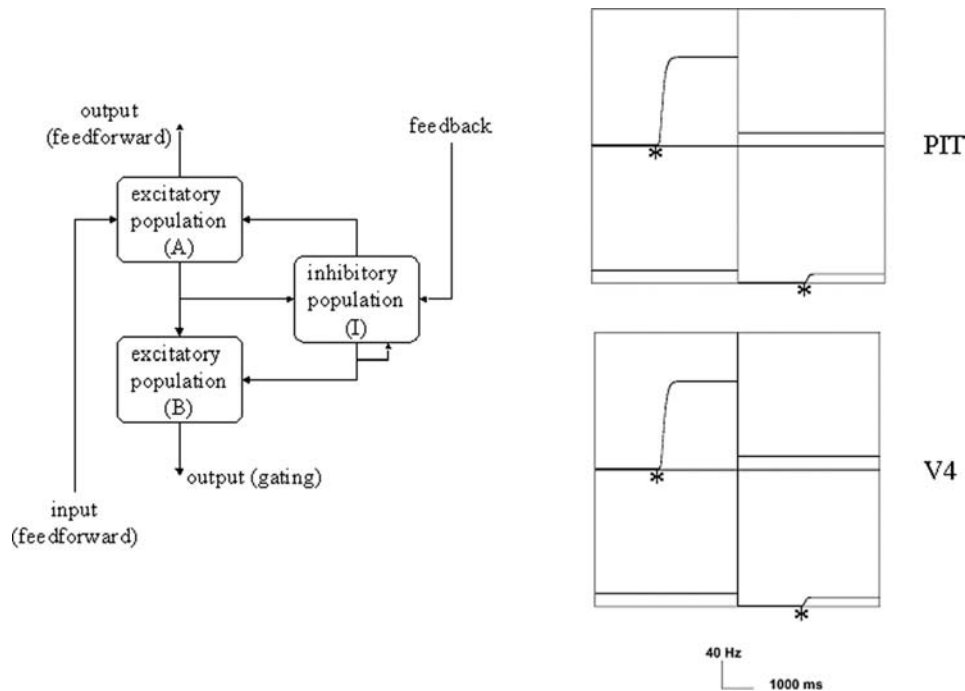 output
(feedforward)
feedback
excitatory
population
(A)
inhibitory
population
(I)
excitatory
population
(B)
output (gating)
input
(feedforward)
*
*
PIT
*
*
V4
40 Hz
1000 ms